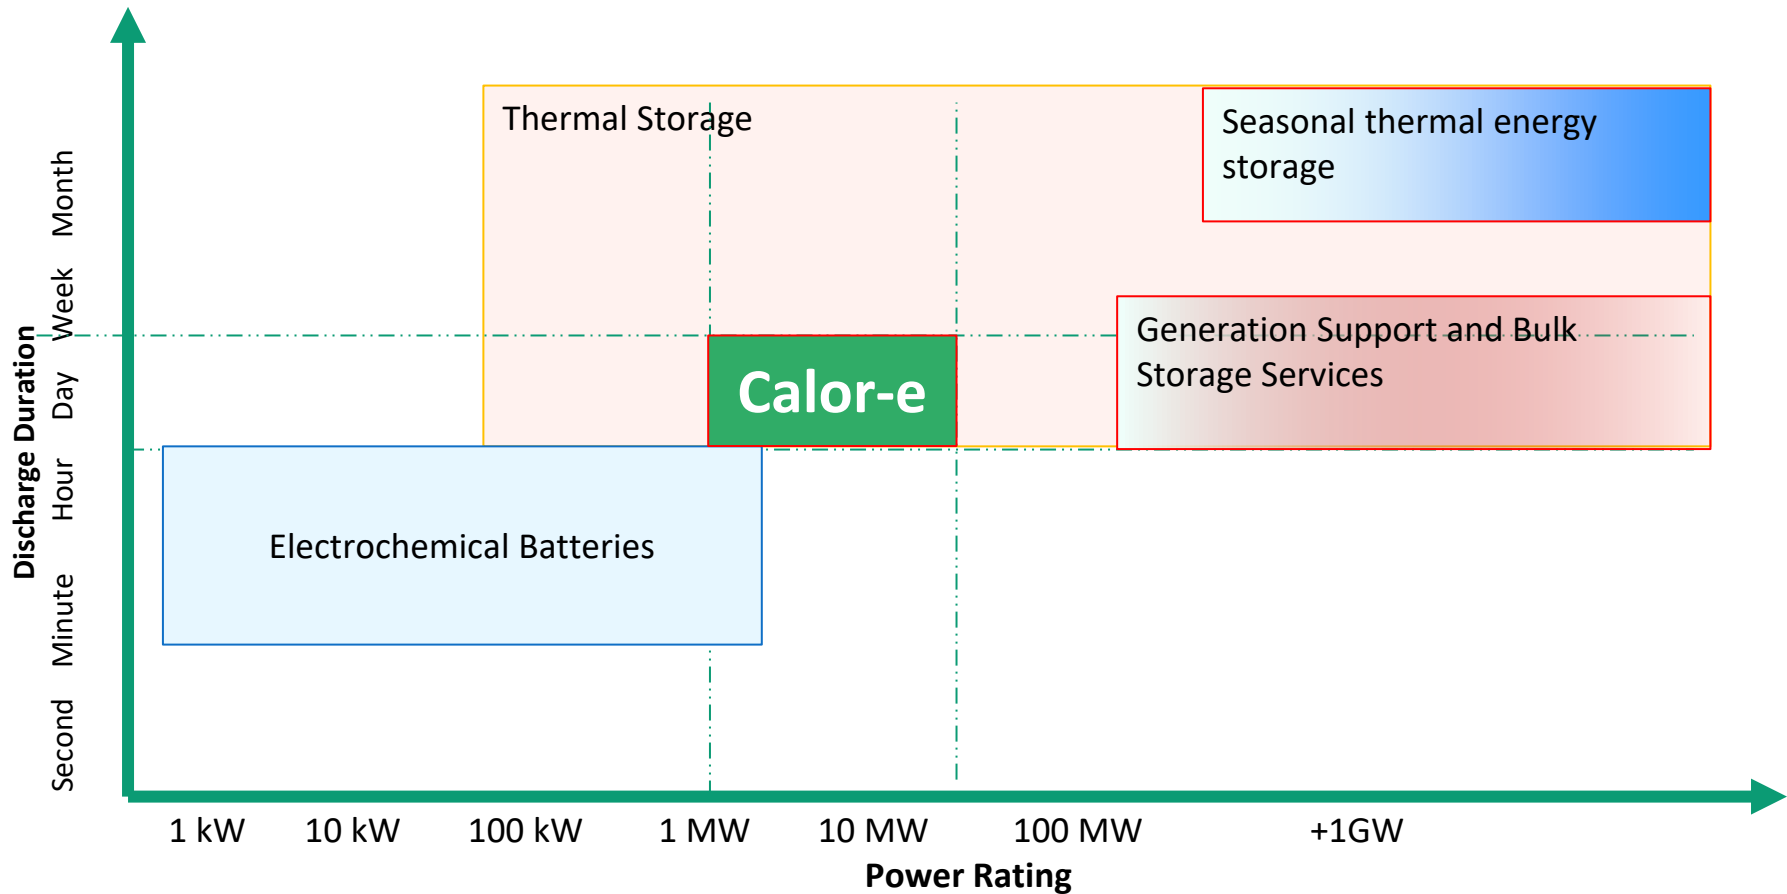 Thermal Storage
Seasonal thermal energy
storage
Generation Support and Bulk
Storage Services
Calor-e
Electrochemical Batteries
Discharge Duration
Month
Week
Day
Hour
Minute
Second
1 kW
10 kW
100 kW
1 MW
10 MW
100 MW
+1GW
Power Rating